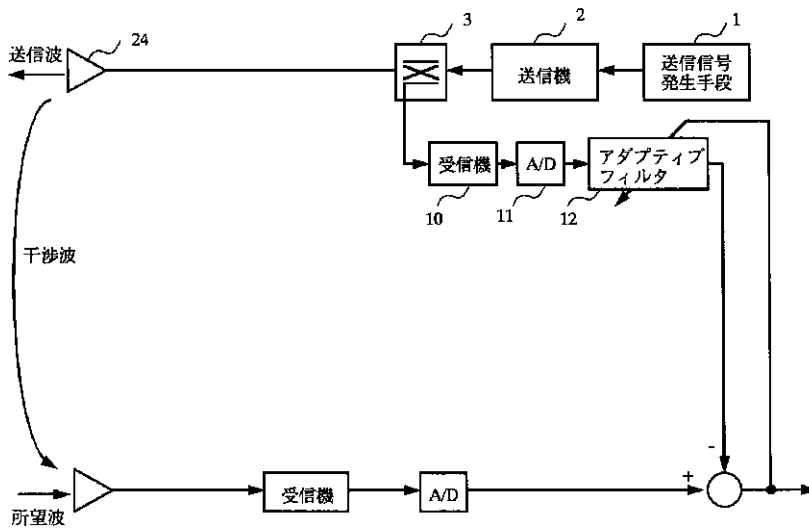 送信波
24
3
2
1
送信機
送信信号
発生手段
受信機
A/D
アダプティブ
フィルタ
10
11
12
干渉波
-
+
受信機
A/D
所望波